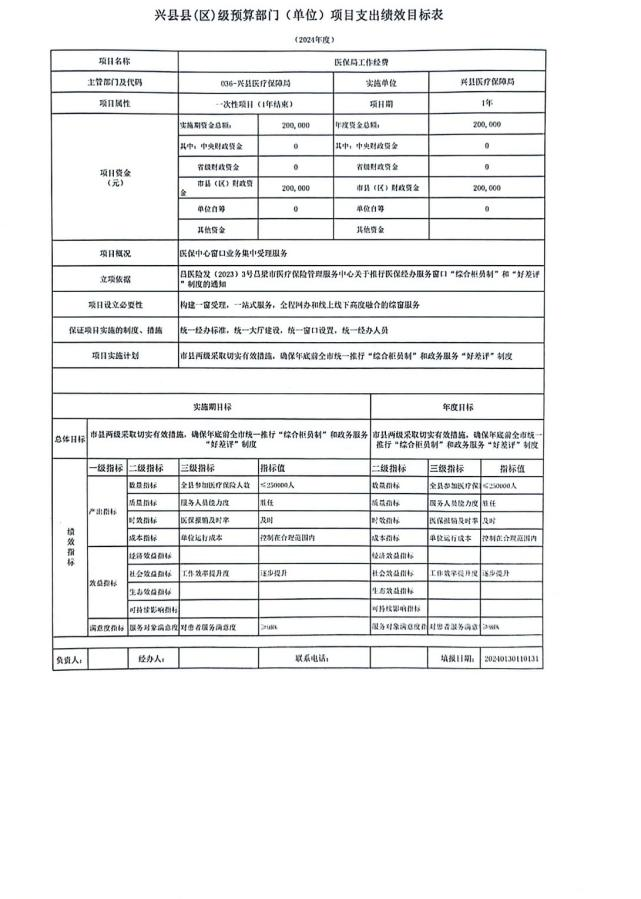 兴县县(区)级预算部门（单位）项目支出绩效目标表
（2024年度）
项目名称 医保局工作经费
主管部门及代码 036-兴县医疗保障局 实施单位 兴县医疗保障局
项目属性 一次性项目（1年结束） 项目期 1年
项目资金（元） 实施期资金总额： 200,000 年度资金总额： 200,000
其中：中央财政资金 0 其中：中央财政资金 0
省级财政资金 0 省级财政资金 0
市县（区）财政资金 200,000 市县（区）财政资金 200,000
单位自筹 0 单位自筹 0
其他资金 其他资金
项目概况 医保中心窗口业务集中受理服务
立项依据 吕医险发（2023）3号吕梁市医疗保险管理服务中心关于推行医保经办服务窗口“综合柜员制”和“好差评
”制度的通知
项目设立必要性 构建一窗受理，一站式服务，全程网办和线上线下高度融合的综窗服务
保证项目实施的制度、措施 统一经办标准，统一大厅建设，统一窗口设置，统一经办人员
项目实施计划 市县两级采取切实有效措施，确保年底前全市统一推行“综合柜员制”和政务服务“好差评”制度
实施期目标 年度目标
总体目标 市县两级采取切实有效措施，确保年底前全市统一推行“综合柜员制”和政务服务“好差评”制度 市县两级采取切实有效措施，确保年底前全市统一推行“综合柜员制”和政务服务“好差评”制度
绩效指标 一级指标 二级指标 三级指标 指标值 二级指标 三级指标 指标值
产出指标 数量指标 全县参加医疗保险人数 ≤250000人 数量指标 全县参加医疗保 ≤250000人
质量指标 服务人员能力度 胜任 质量指标 服务人员能力度 胜任
时效指标 医保报销及时率 及时 时效指标 医保报销及时率 及时
成本指标 单位运行成本 控制在合理范围内 成本指标 单位运行成本 控制在合理范围内
效益指标 经济效益指标 经济效益指标
社会效益指标 工作效率提升度 逐步提升 社会效益指标 工作效率提升度 逐步提升
生态效益指标 生态效益指标
可持续影响指标 可持续影响指标
满意度指标 服务对象满意度 对患者服务满意度 ≥98% 服务对象满意度指 对患者服务满意 ≥98%
负责人： 经办人： 联系电话： 填报日期： 20240130110131